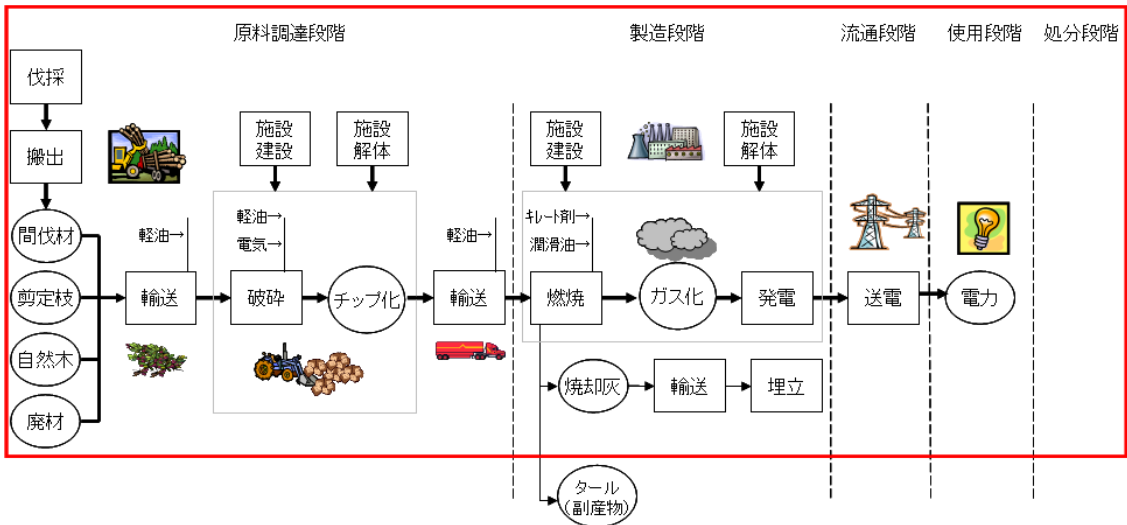 原料調達段階
製造段階
流通段階
使用段階
処分段階
伐採
搬出
間伐材
剪定枝
自然木
廃材
軽油→
輸送
施設
建設
施設
解体
軽油→
電気→
破砕
チップ化
軽油→
輸送
施設
建設
施設
解体
キレート剤→
潤滑油→
燃焼
ガス化
発電
送電
電力
焼却灰
輸送
埋立
タール
(副産物)